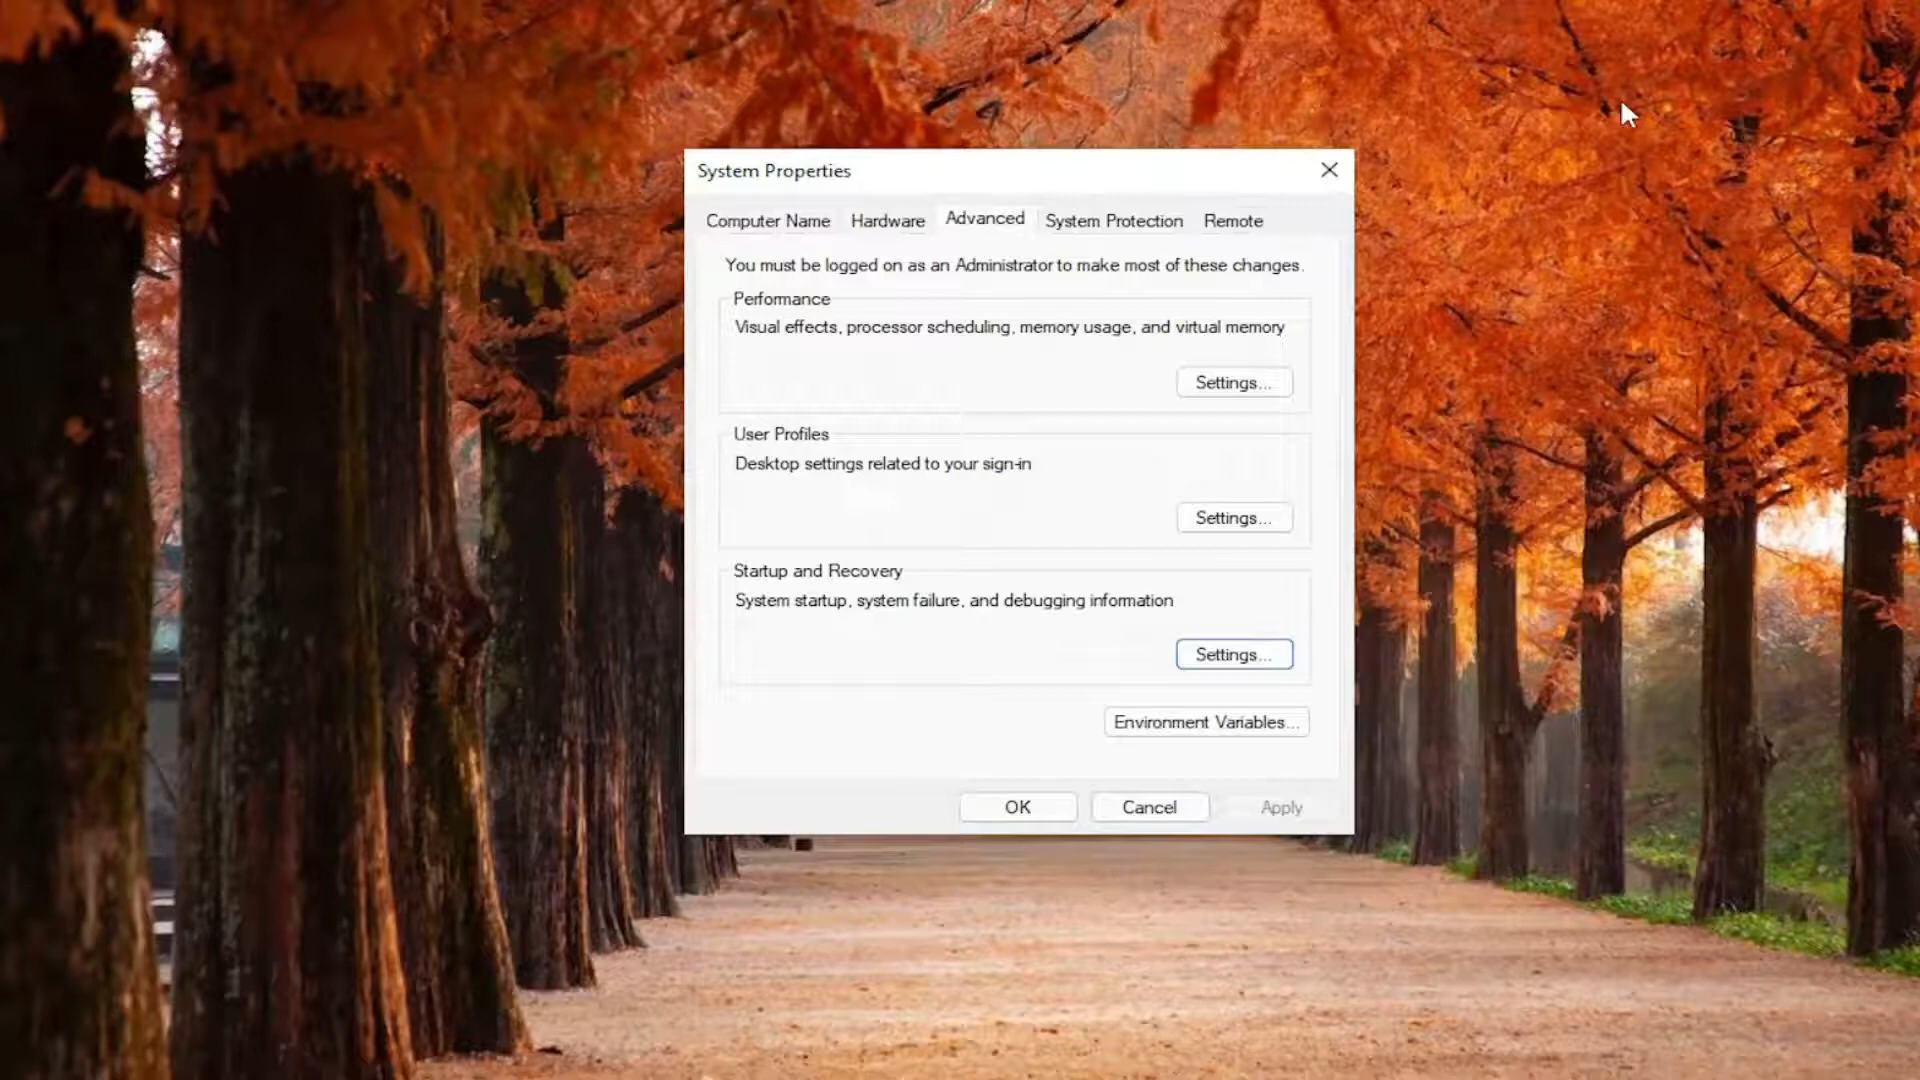 System Properties
Computer Name Hardware Advanced System Protection Remote
You must be logged on as an Administrator to make most of these changes.
Performance
Visual effects, processor scheduling, memory usage, and virtual memory
Settings...
User Profiles
Desktop settings related to your sign-in
Settings...
Startup and Recovery
System startup, system failure, and debugging information
Settings...
Environment Variables...
OK Cancel Apply